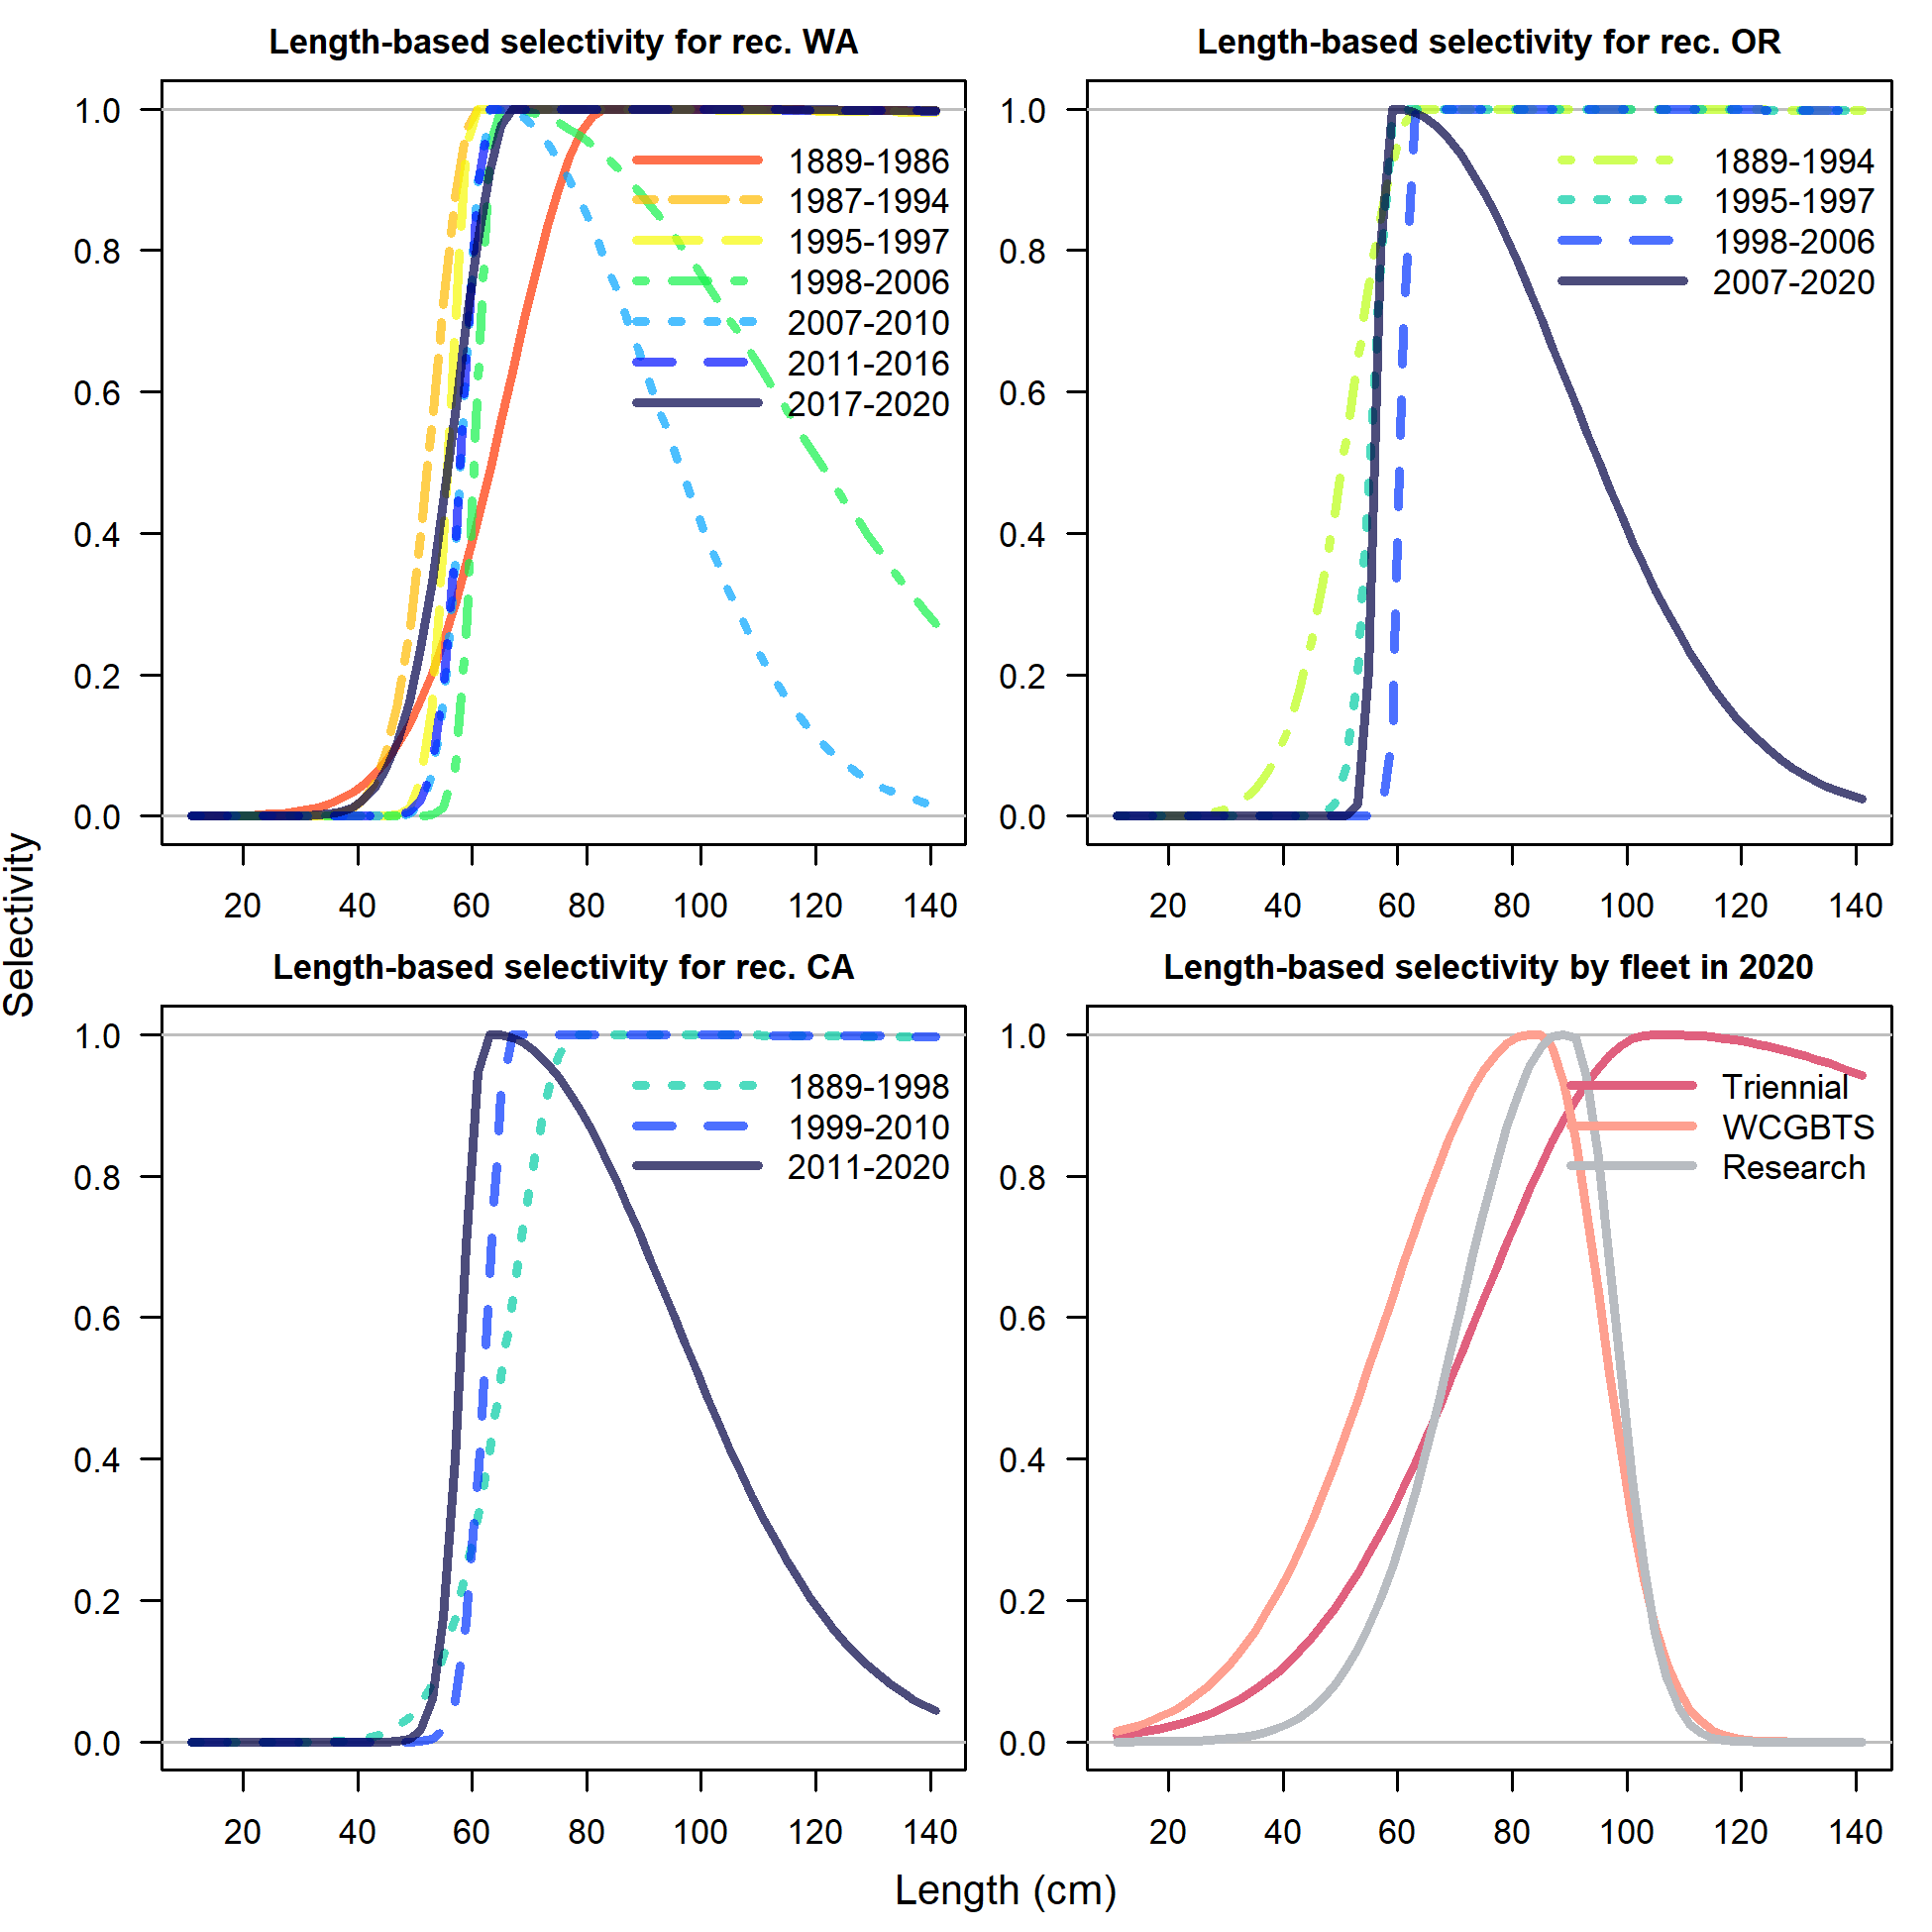 Length-based selectivity for rec. WA
1.0
0.8
0.6
0.4
0.2
0.0
1889-1986
1987-1994
1995-1997
1998-2006
2007-2010
2011-2016
2017-2020
20 40 60 80 100 120 140
Length-based selectivity for rec. OR
1.0
0.8
0.6
0.4
0.2
0.0
1889-1994
1995-1997
1998-2006
2007-2020
20 40 60 80 100 120 140
Length-based selectivity for rec. CA
1.0
0.8
0.6
0.4
0.2
0.0
1889-1998
1999-2010
2011-2020
20 40 60 80 100 120 140
Length-based selectivity by fleet in 2020
1.0
0.8
0.6
0.4
0.2
0.0
Triennial
WCGBTS
Research
20 40 60 80 100 120 140
Selectivity
Length (cm)